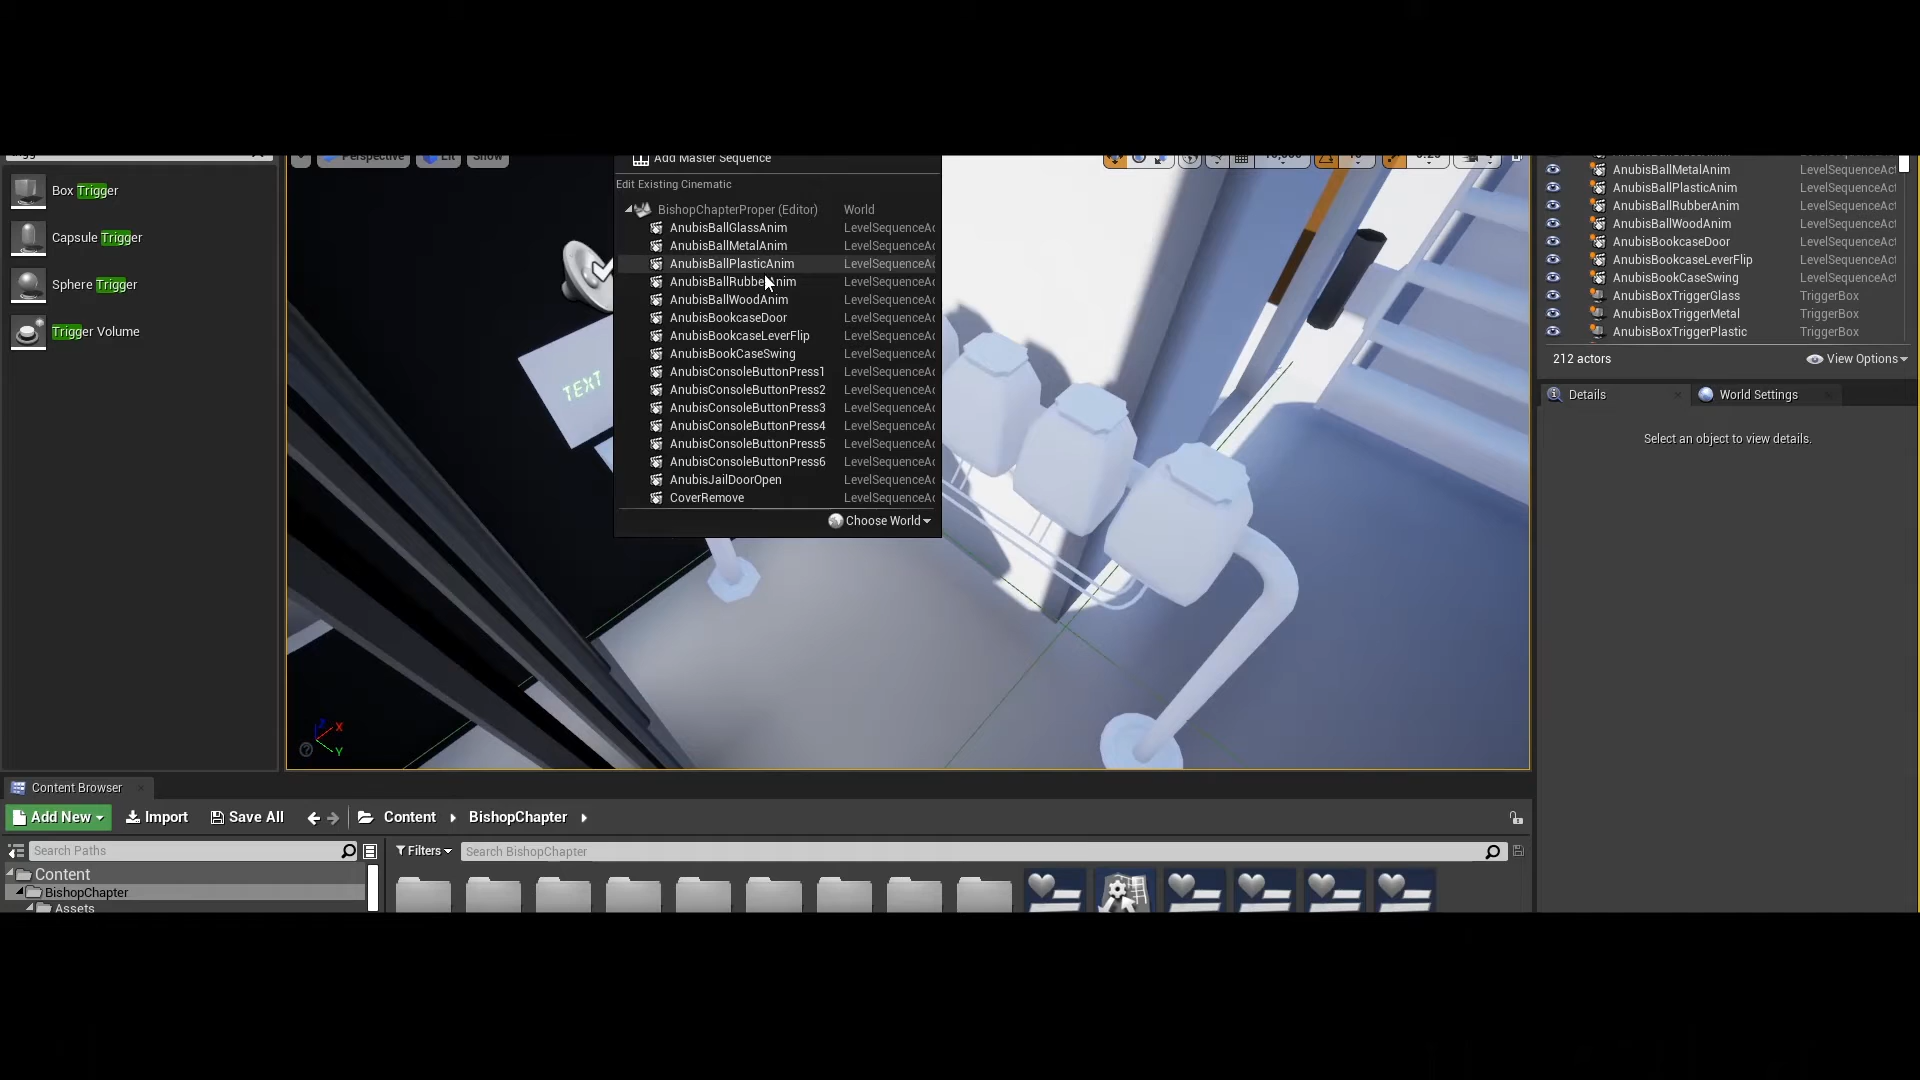 Perspective
Lit
Show
Box Trigger
Capsule Trigger
Sphere Trigger
Trigger Volume
Add Master Sequence
Edit Existing Cinematic
BishopChapterProper (Editor) World
AnubisBallGlassAnim LevelSequenceAc
AnubisBallMetalAnim LevelSequenceAc
AnubisBallPlasticAnim LevelSequenceAc
AnubisBallRubberAnim LevelSequenceAc
AnubisBallWoodAnim LevelSequenceAc
AnubisBookcaseDoor LevelSequenceAc
AnubisBookcaseLeverFlip LevelSequenceAc
AnubisBookCaseSwing LevelSequenceAc
AnubisConsoleButtonPress1 LevelSequenceAc
AnubisConsoleButtonPress2 LevelSequenceAc
AnubisConsoleButtonPress3 LevelSequenceAc
AnubisConsoleButtonPress4 LevelSequenceAc
AnubisConsoleButtonPress5 LevelSequenceAc
AnubisConsoleButtonPress6 LevelSequenceAc
AnubisJailDoorOpen LevelSequenceAc
CoverRemove LevelSequenceAc
Choose World
TEXT
X
Y
AnubisBallMetalAnim LevelSequenceAct
AnubisBallPlasticAnim LevelSequenceAct
AnubisBallRubberAnim LevelSequenceAct
AnubisBallWoodAnim LevelSequenceAct
AnubisBookcaseDoor LevelSequenceAct
AnubisBookcaseLeverFlip LevelSequenceAct
AnubisBookCaseSwing LevelSequenceAct
AnubisBoxTriggerGlass TriggerBox
AnubisBoxTriggerMetal TriggerBox
AnubisBoxTriggerPlastic TriggerBox
212 actors View Options
Details World Settings
Select an object to view details.
Content Browser
Add New Import Save All Content BishopChapter
Search Paths Filters Search BishopChapter
Content
BishopChapter
Assets